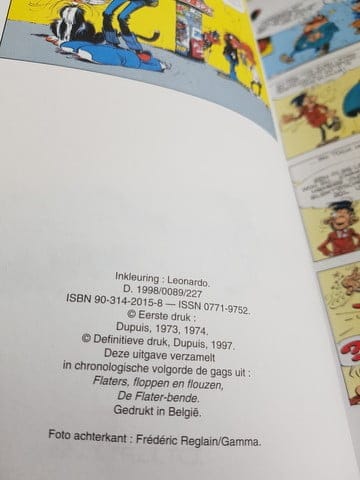 Inkleuring : Leonardo.
D. 1998/0089/227
ISBN 90-314-2015-8 — ISSN 0771-9752.
© Eerste druk :
Dupuis, 1973, 1974.
© Definitieve druk, Dupuis, 1997.
Deze uitgave verzamelt
in chronologische volgorde de gags uit :
Flaters, floppen en flouzen,
De Flater-bende.
Gedrukt in België.
Foto achterkant : Frédéric Reglain/Gamma.